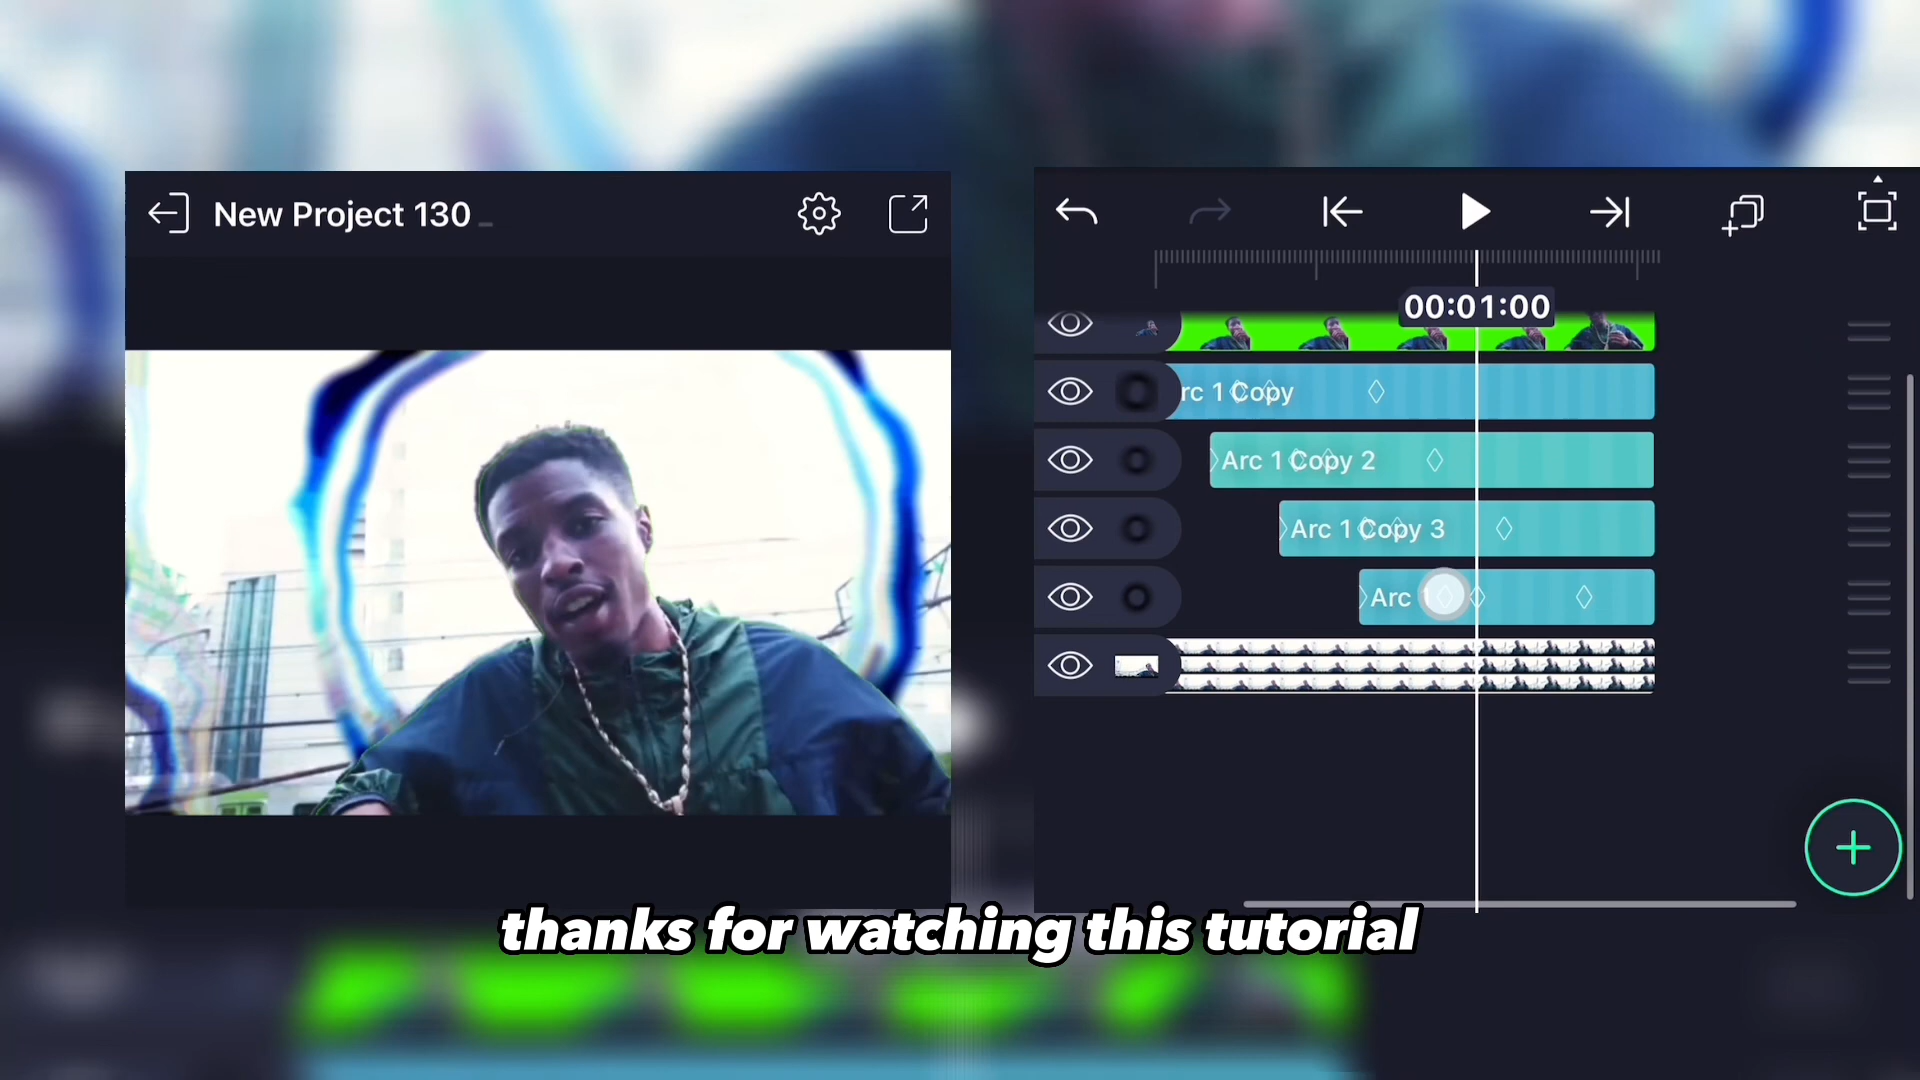 New Project 130
00:01:00
rc 1 Copy
Arc 1 Copy 2
Arc 1 Copy 3
Arc
thanks for watching this tutorial